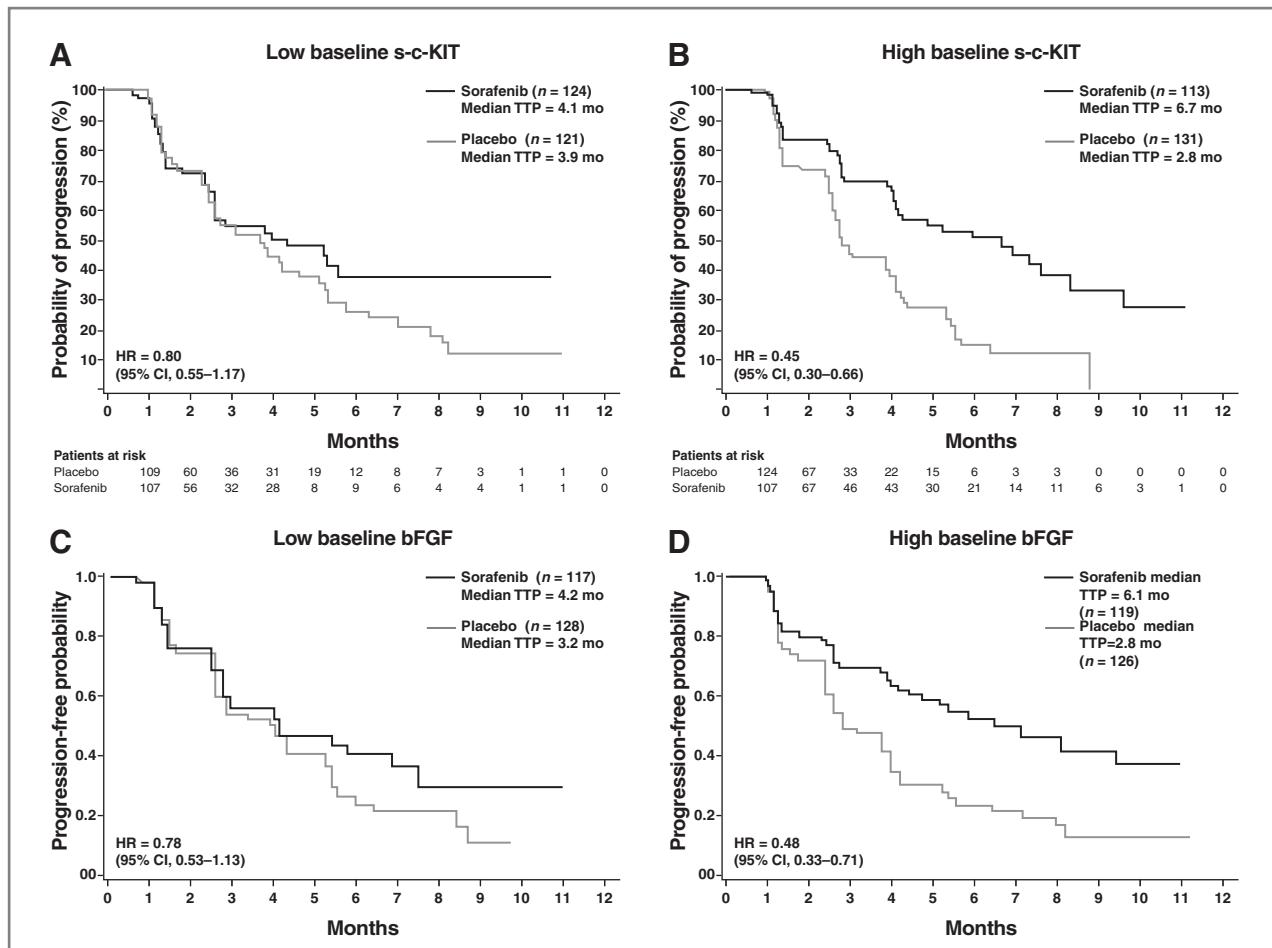 A
Low baseline s-c-KIT
Probability of progression (%)
100
90
80
70
60
50
40
30
20
10
Sorafenib (n = 124)
Median TTP = 4.1 mo
Placebo (n = 121)
Median TTP = 3.9 mo
HR = 0.80
(95% CI, 0.55–1.17)
0 1 2 3 4 5 6 7 8 9 10 11 12
Months
Patients at risk
Placebo 109 60 36 31 19 12 8 7 3 1 1 0
Sorafenib 107 56 32 28 8 9 6 4 4 1 1 0
B
High baseline s-c-KIT
Probability of progression (%)
100
90
80
70
60
50
40
30
20
10
Sorafenib (n = 113)
Median TTP = 6.7 mo
Placebo (n = 131)
Median TTP = 2.8 mo
HR = 0.45
(95% CI, 0.30–0.66)
0 1 2 3 4 5 6 7 8 9 10 11 12
Months
Patients at risk
Placebo 124 67 33 22 15 6 3 3 0 0 0 0
Sorafenib 107 67 46 43 30 21 14 11 6 3 1 0
C
Low baseline bFGF
Progression-free probability
1.0
0.8
0.6
0.4
0.2
00
Sorafenib (n = 117)
Median TTP = 4.2 mo
Placebo (n = 128)
Median TTP = 3.2 mo
HR = 0.78
(95% CI, 0.53–1.13)
0 1 2 3 4 5 6 7 8 9 10 11 12
Months
D
High baseline bFGF
Progression-free probability
1.0
0.8
0.6
0.4
0.2
00
Sorafenib median
TTP = 6.1 mo
(n = 119)
Placebo median
TTP=2.8 mo
(n = 126)
HR = 0.48
(95% CI, 0.33–0.71)
0 1 2 3 4 5 6 7 8 9 10 11 12
Months